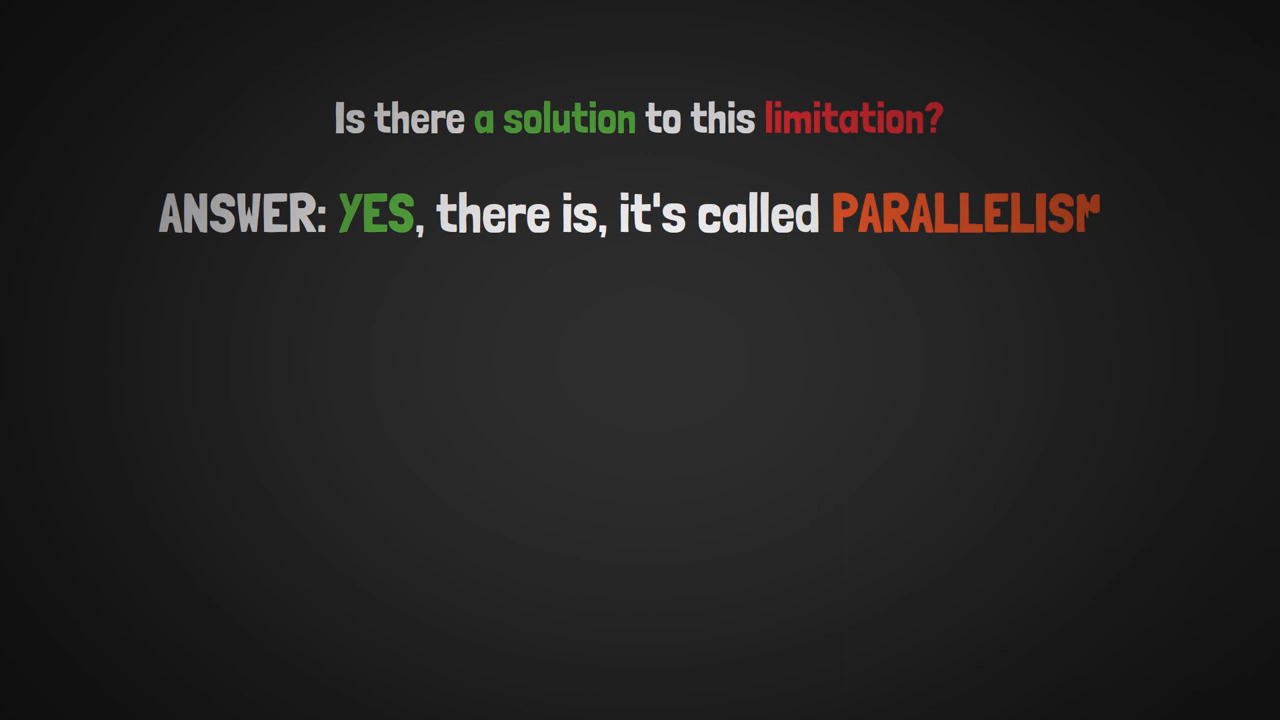 Is there a solution to this limitation?
ANSWER: YES, there is, it's called PARALLELISM